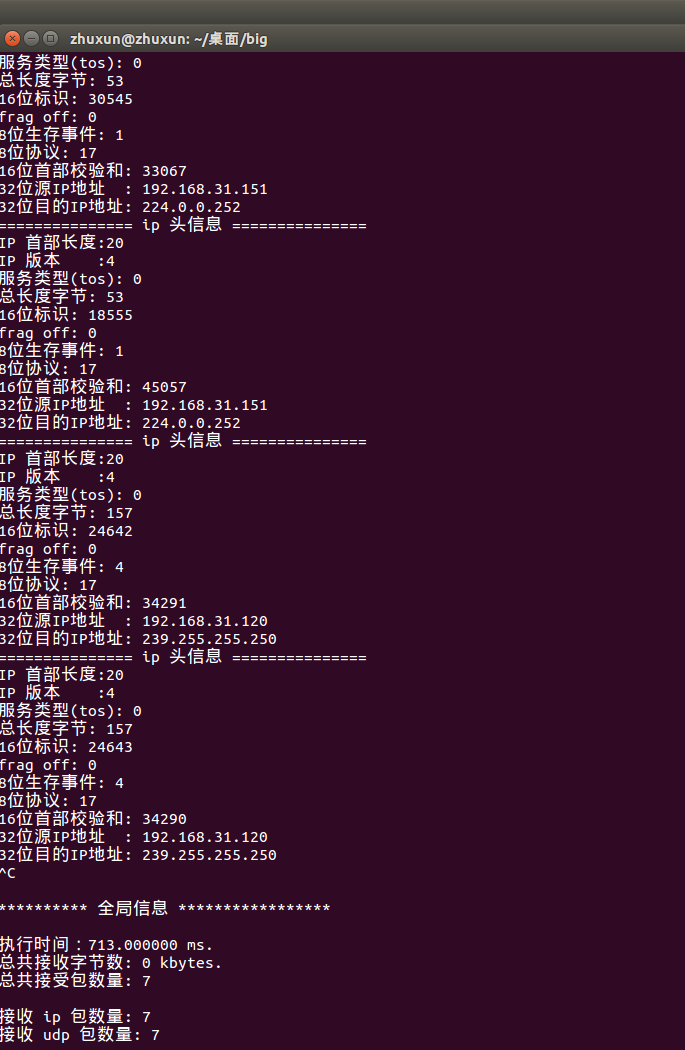 zhuxun@zhuxun: ~/桌面/big
服务类型(tos): 0
总长度字节: 53
16位标识: 30545
frag off: 0
8位生存事件: 1
8位协议: 17
16位首部校验和: 33067
32位源IP地址  : 192.168.31.151
32位目的IP地址: 224.0.0.252
=============== ip 头信息 ===============
IP 首部长度:20
IP 版本    :4
服务类型(tos): 0
总长度字节: 53
16位标识: 18555
frag off: 0
8位生存事件: 1
8位协议: 17
16位首部校验和: 45057
32位源IP地址  : 192.168.31.151
32位目的IP地址: 224.0.0.252
=============== ip 头信息 ===============
IP 首部长度:20
IP 版本    :4
服务类型(tos): 0
总长度字节: 157
16位标识: 24642
frag off: 0
8位生存事件: 4
8位协议: 17
16位首部校验和: 34291
32位源IP地址  : 192.168.31.120
32位目的IP地址: 239.255.255.250
=============== ip 头信息 ===============
IP 首部长度:20
IP 版本    :4
服务类型(tos): 0
总长度字节: 157
16位标识: 24643
frag off: 0
8位生存事件: 4
8位协议: 17
16位首部校验和: 34290
32位源IP地址  : 192.168.31.120
32位目的IP地址: 239.255.255.250
^C
********** 全局信息 *****************
执行时间：713.000000 ms.
总共接收字节数: 0 kbytes.
总共接受包数量: 7
接收 ip 包数量: 7
接收 udp 包数量: 7